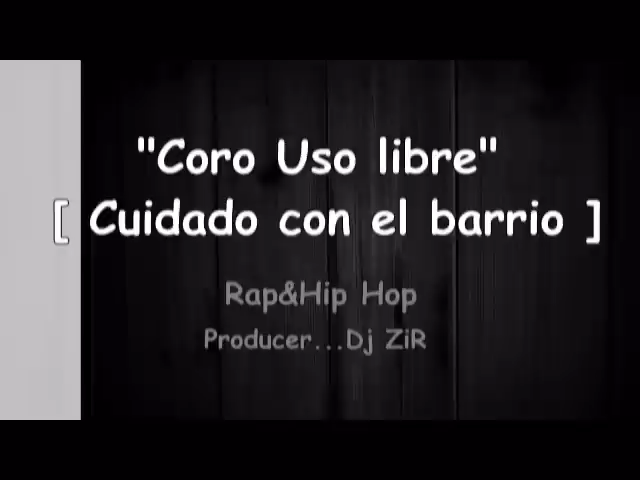 "Coro Uso libre"
[ Cuidado con el barrio ]
Rap&Hip Hop
Producer...Dj ZiR